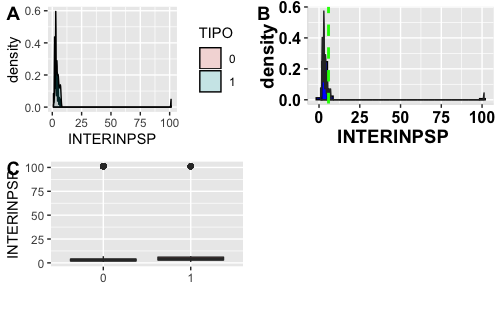 A
density
0.6
0.4
0.2
0.0
0 25 50 75 100
INTERINPSP
TIPO
0
1
B
density
0.6
0.4
0.2
0.0
0 25 50 75 100
INTERINPSP
C
INTERINPSP
100
75
50
25
0
0 1